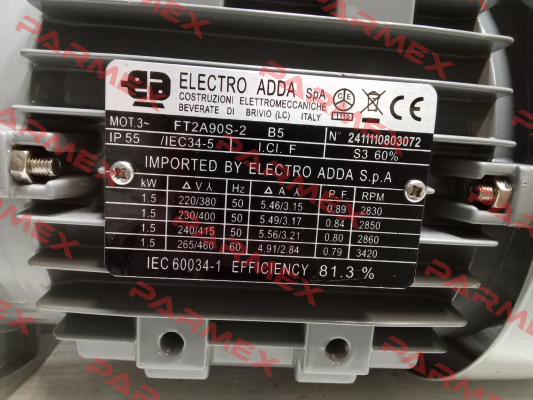 PARMEX
ELECTRO ADDA SpA
COSTRUZIONI ELETTROMECCANICHE
BEVERATE DI BRIVIO (LC) ITALY
CE
MOT.3~ FT2A90S-2 B5 N° 2411110803072
IP 55 /IEC34-5 I.Cl. F S3 60%
IMPORTED BY ELECTRO ADDA S.p.A
kW Δ V ⅄ Hz Δ A ⅄ P. F. RPM
1.5 220/380 50 5.46/3.15 0.89 2830
1.5 230/400 50 5.49/3.17 0.84 2850
1.5 240/415 50 5.56/3.21 0.80 2860
1.5 265/460 60 4.91/2.84 0.79 3420
IEC 60034-1 EFFICIENCY 81.3 %
PARMEX
PARMEX
PARMEX